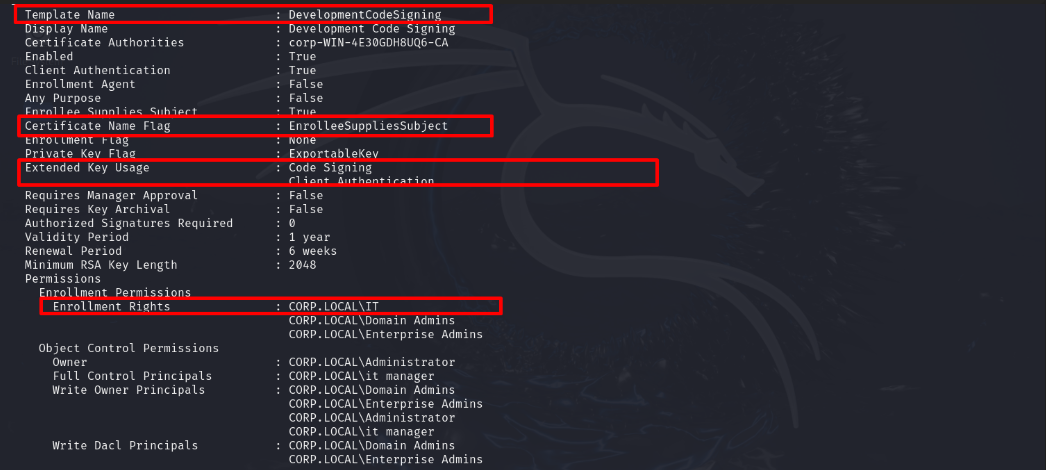 Template Name : DevelopmentCodeSigning
Display Name : Development Code Signing
Certificate Authorities : corp-WIN-4E30GDH8UQ6-CA
Enabled : True
Client Authentication : True
Enrollment Agent : False
Any Purpose : False
Enrollee Supplies Subject : True
Certificate Name Flag : EnrolleeSuppliesSubject
Enrollment Flag : None
Private Key Flag : ExportableKey
Extended Key Usage : Code Signing
Client Authentication
Requires Manager Approval : False
Requires Key Archival : False
Authorized Signatures Required : 0
Validity Period : 1 year
Renewal Period : 6 weeks
Minimum RSA Key Length : 2048
Permissions
Enrollment Permissions
Enrollment Rights : CORP.LOCAL\IT
CORP.LOCAL\Domain Admins
CORP.LOCAL\Enterprise Admins
Object Control Permissions
Owner : CORP.LOCAL\Administrator
Full Control Principals : CORP.LOCAL\it manager
Write Owner Principals : CORP.LOCAL\Domain Admins
CORP.LOCAL\Enterprise Admins
CORP.LOCAL\Administrator
CORP.LOCAL\it manager
Write Dacl Principals : CORP.LOCAL\Domain Admins
CORP.LOCAL\Enterprise Admins